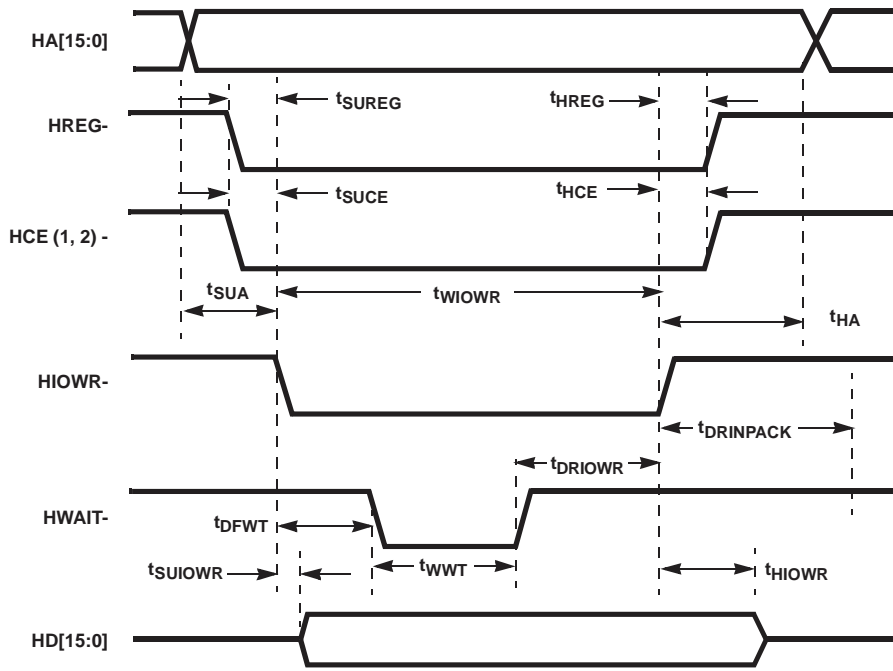 HA[15:0]
tSUREG
tHREG
HREG-
tSUCE
tHCE
HCE (1, 2) -
tSUA
tWIOWR
tHA
HIOWR-
tDRINPACK
tDRIOWR
HWAIT-
tDFWT
tSUIOWR
tWWT
tHIOWR
HD[15:0]